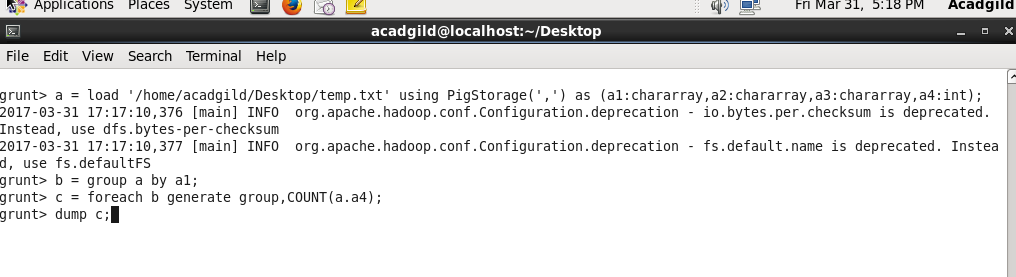 Applications Places System Fri Mar 31, 5:18 PM Acadgild
acadgild@localhost:~/Desktop
File Edit View Search Terminal Help
grunt> a = load '/home/acadgild/Desktop/temp.txt' using PigStorage(',') as (a1:chararray,a2:chararray,a3:chararray,a4:int);
2017-03-31 17:17:10,376 [main] INFO  org.apache.hadoop.conf.Configuration.deprecation - io.bytes.per.checksum is deprecated.
Instead, use dfs.bytes-per-checksum
2017-03-31 17:17:10,377 [main] INFO  org.apache.hadoop.conf.Configuration.deprecation - fs.default.name is deprecated. Instea
d, use fs.defaultFS
grunt> b = group a by a1;
grunt> c = foreach b generate group,COUNT(a.a4);
grunt> dump c;